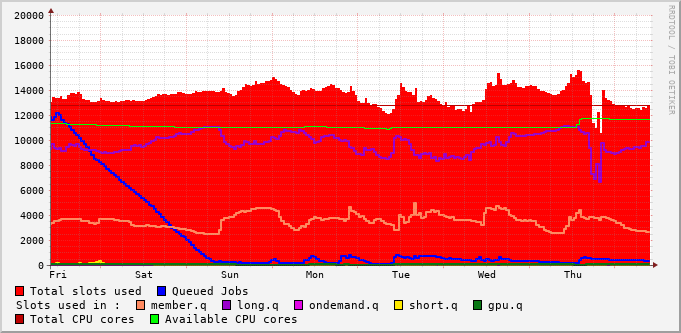 20000
18000
16000
14000
12000
10000
8000
6000
4000
2000
0
Fri Sat Sun Mon Tue Wed Thu
RRDTOOL / TOBI OETIKER
Total slots used Queued Jobs
Slots used in : member.q long.q ondemand.q short.q gpu.q
Total CPU cores Available CPU cores